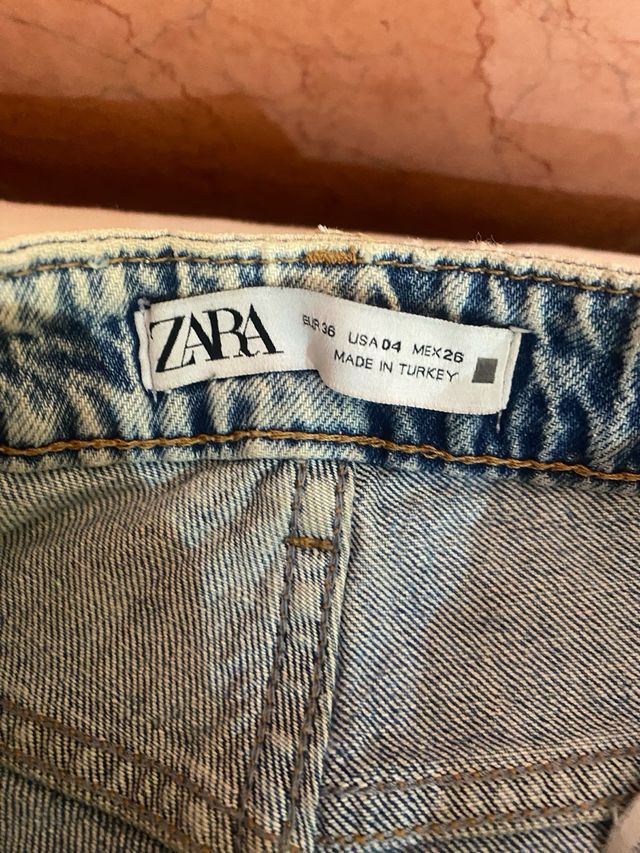 ZARA
EUR 36 USA 04 MEX 26
MADE IN TURKEY